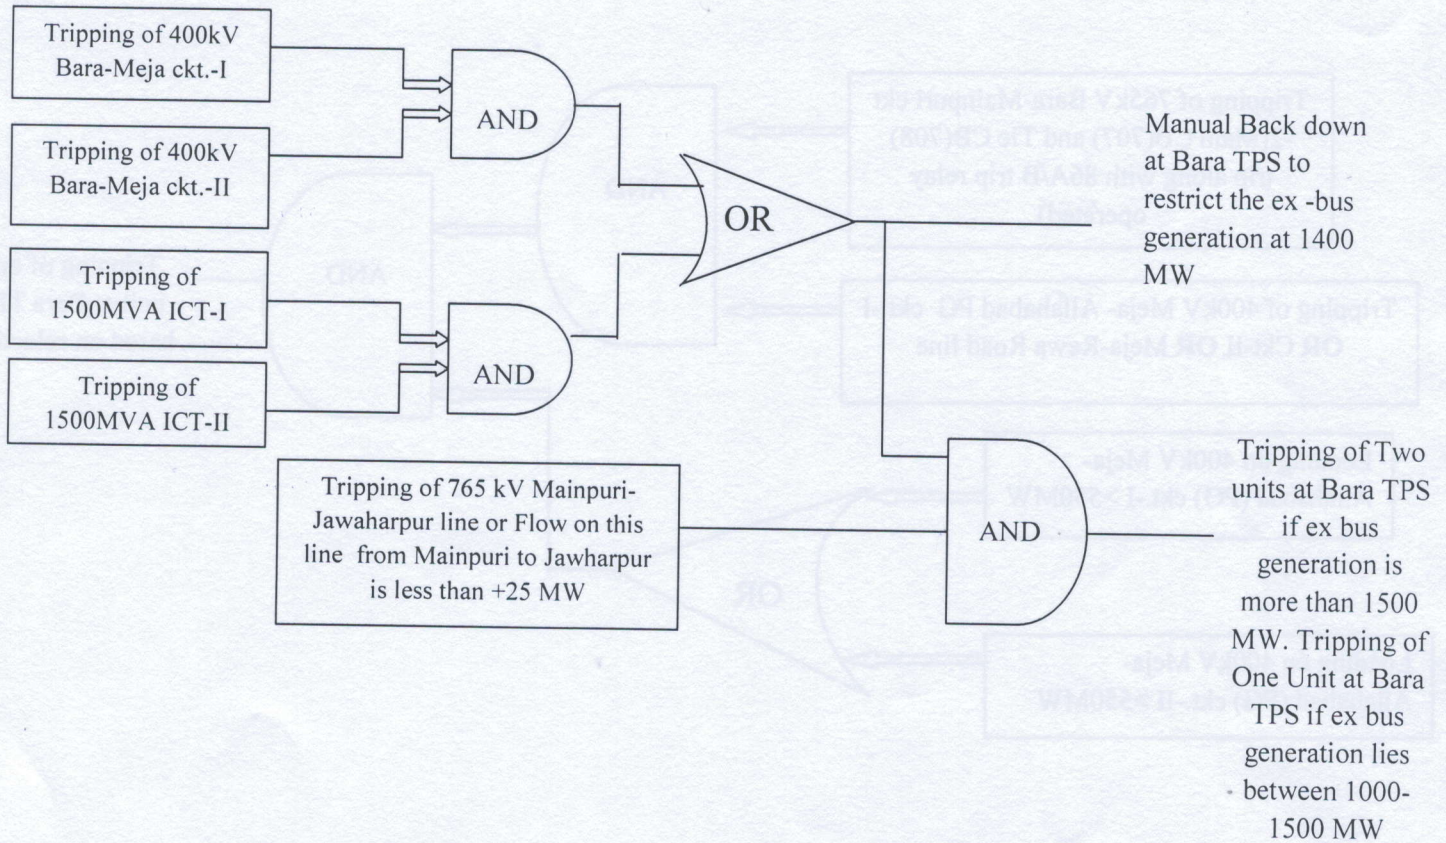 Tripping of 400kV
Bara-Meja ckt.-I
AND
Tripping of 400kV
Bara-Meja ckt.-II
OR
Manual Back down
at Bara TPS to
restrict the ex -bus
generation at 1400
MW
Tripping of
1500MVA ICT-I
AND
Tripping of
1500MVA ICT-II
Tripping of 765 kV Mainpuri-
Jawaharpur line or Flow on this
line from Mainpuri to Jawharpur
is less than +25 MW
AND
Tripping of Two
units at Bara TPS
if ex bus
generation is
more than 1500
MW. Tripping of
One Unit at Bara
TPS if ex bus
generation lies
between 1000-
1500 MW